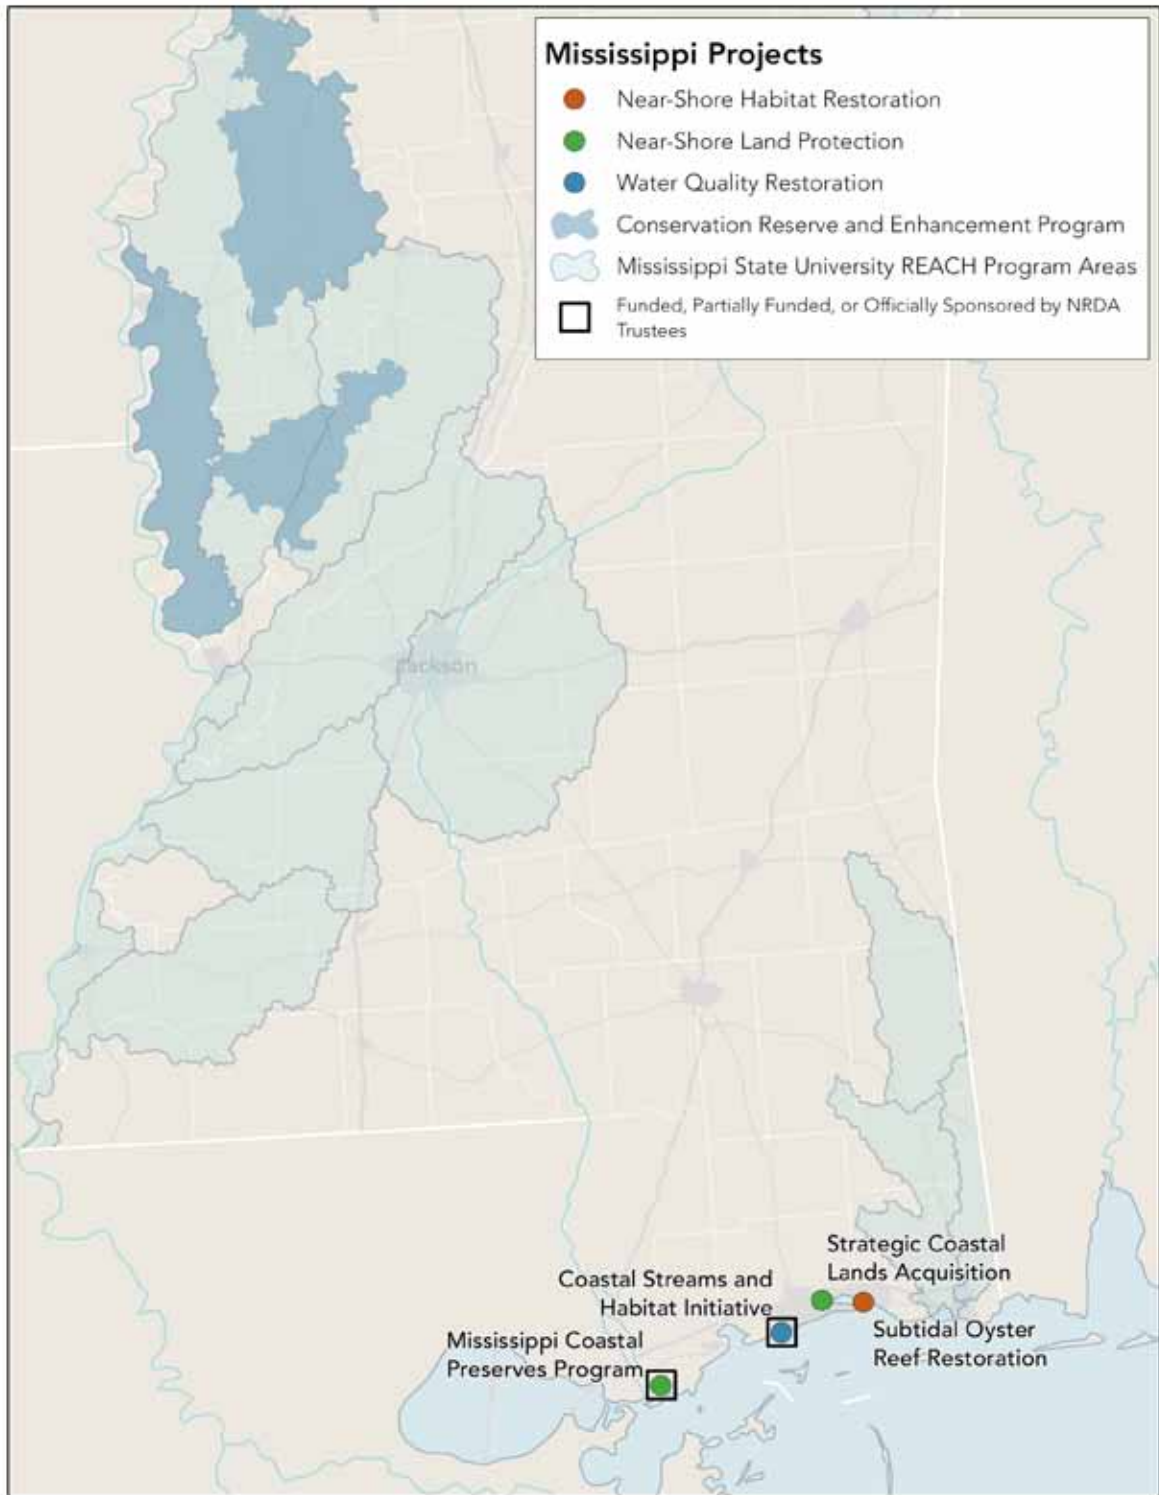 Mississippi Projects
Near-Shore Habitat Restoration
Near-Shore Land Protection
Water Quality Restoration
Conservation Reserve and Enhancement Program
Mississippi State University REACH Program Areas
Funded, Partially Funded, or Officially Sponsored by NRDA
Trustees
Jackson
Strategic Coastal
Lands Acquisition
Coastal Streams and
Habitat Initiative
Subtidal Oyster
Reef Restoration
Mississippi Coastal
Preserves Program